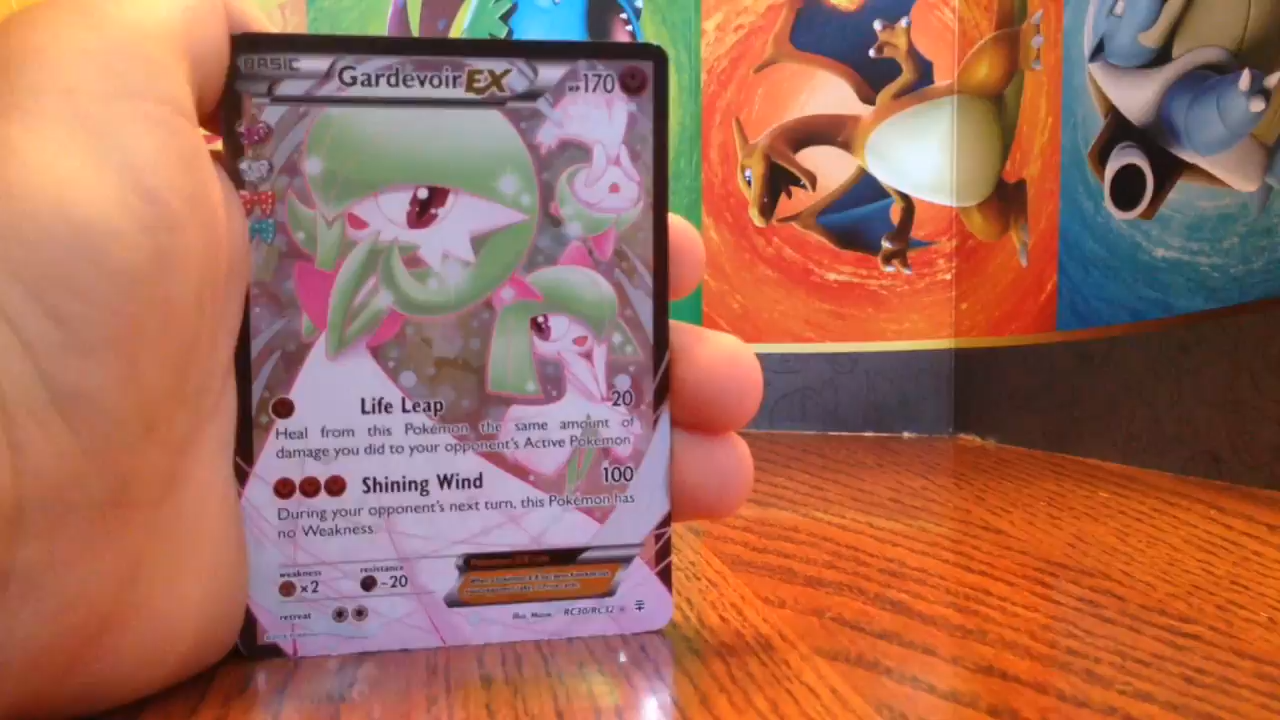 BASIC
Gardevoir EX HP170
Life Leap 20
Heal from this Pokémon the same amount of
damage you did to your opponent's Active Pokémon
Shining Wind 100
During your opponent's next turn, this Pokémon has
no Weakness.
weakness resistance
×2 -20
retreat
Illus. RC30/RC32